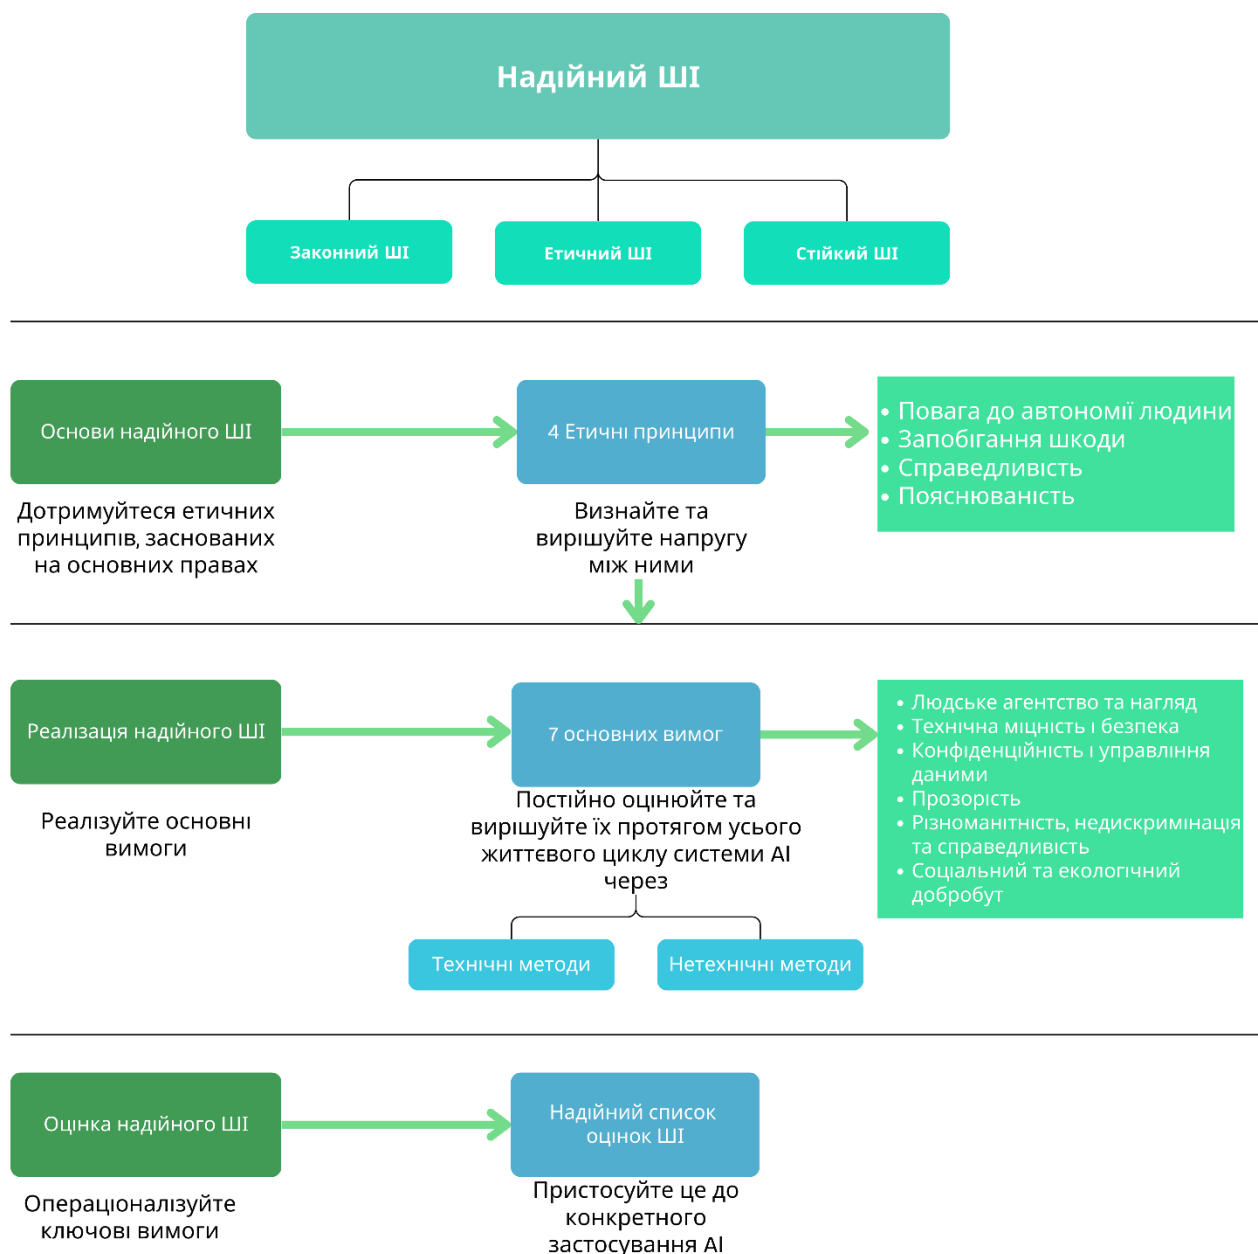 Надійний ШІ
Законний ШІ
Етичний ШІ
Стійкий ШІ
Основи надійного ШІ
Дотримуйтеся етичних
принципів, заснованих
на основних правах
4 Етичні принципи
Визнайте та
вирішуйте напругу
між ними
• Повага до автономії людини
• Запобігання шкоди
• Справедливість
• Пояснюваність
Реалізація надійного ШІ
Реалізуйте основні
вимоги
7 основних вимог
Постійно оцінюйте та
вирішуйте їх протягом усього
життєвого циклу системи AI
через
Технічні методи
Нетехнічні методи
• Людське агентство та нагляд
• Технічна міцність і безпека
• Конфіденційність і управління
даними
• Прозорість
• Різноманітність, недискримінація
та справедливість
• Соціальний та екологічний
добробут
Оцінка надійного ШІ
Операціоналізуйте
ключові вимоги
Надійний список
оцінок ШІ
Пристосуйте це до
конкретного
застосування AI